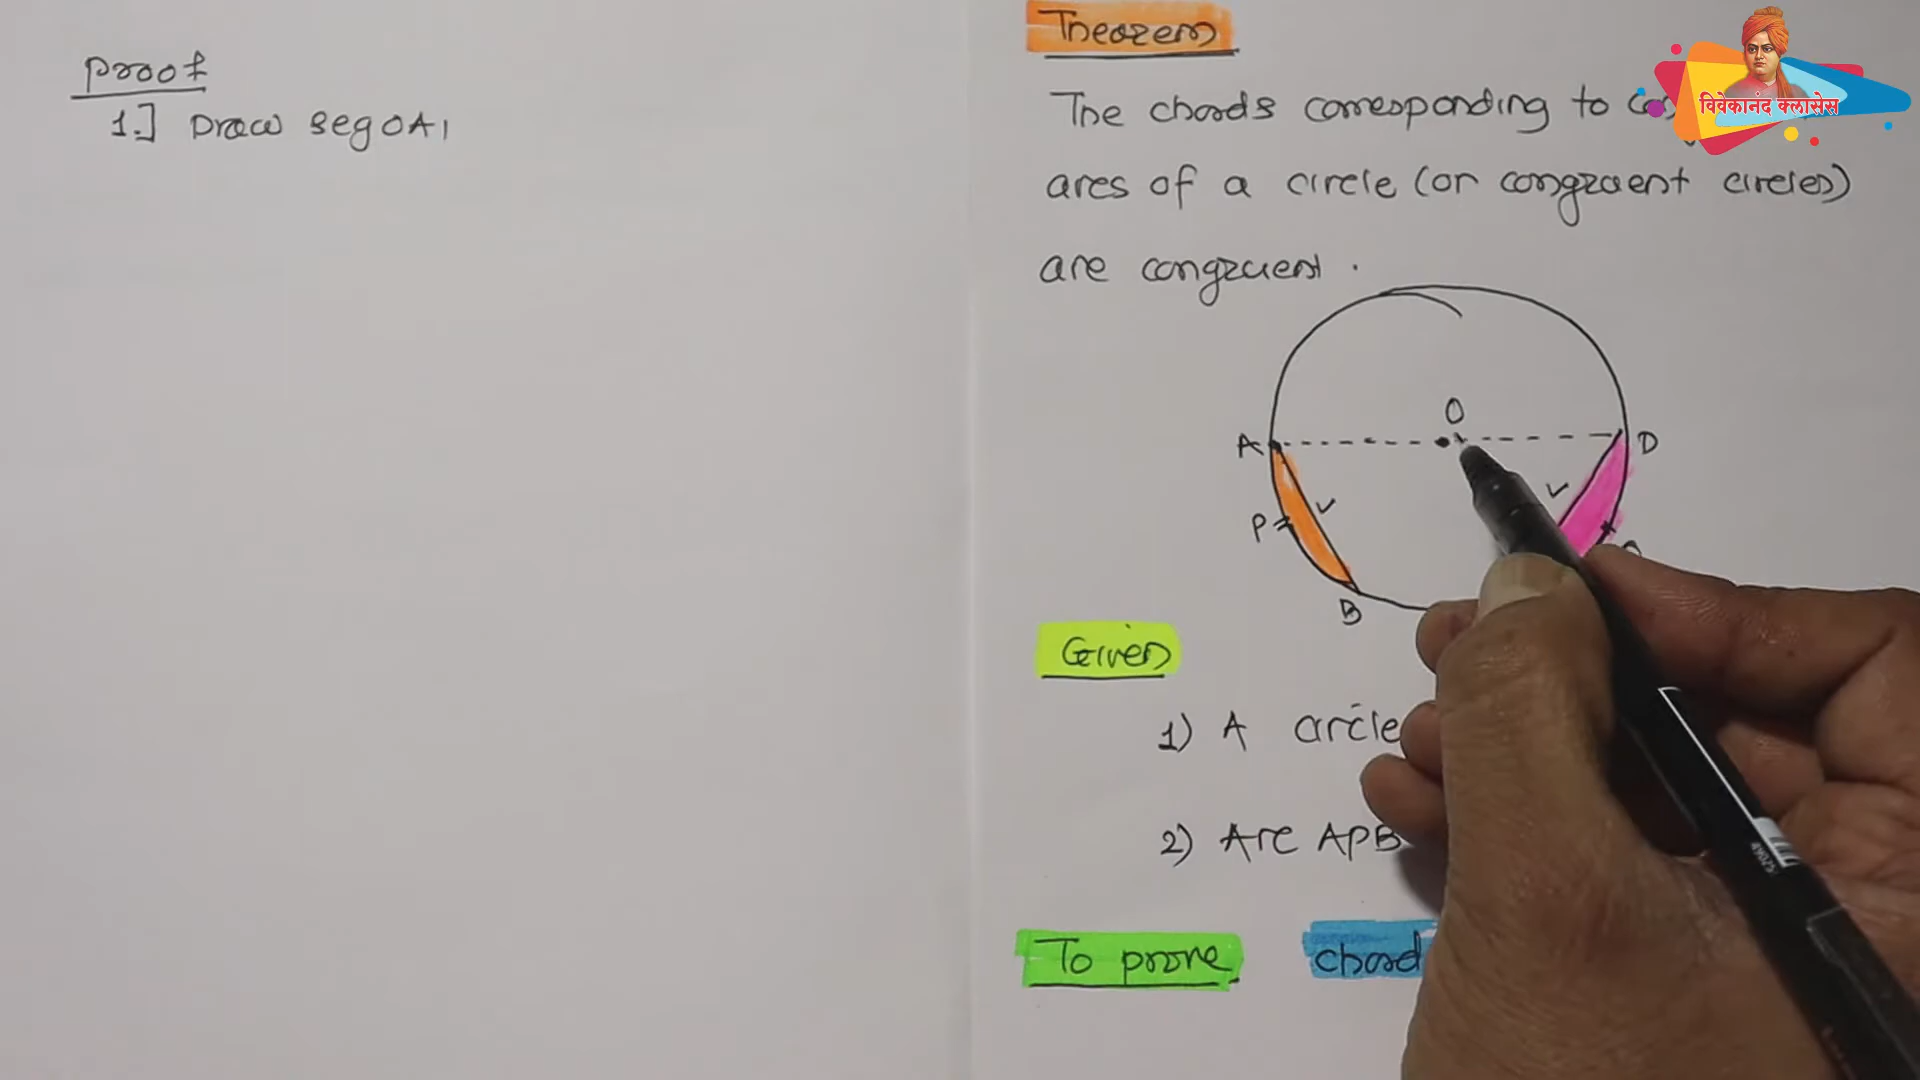 Proof
1.] Draw seg OA,
Theorem
The chords corresponding to
arcs of a circle (or congruent circles)
are congruent.
O
A
D
P
B
Given
1) A circle
2) Arc APB
To prove
chord
विवेकानंद क्लासेस